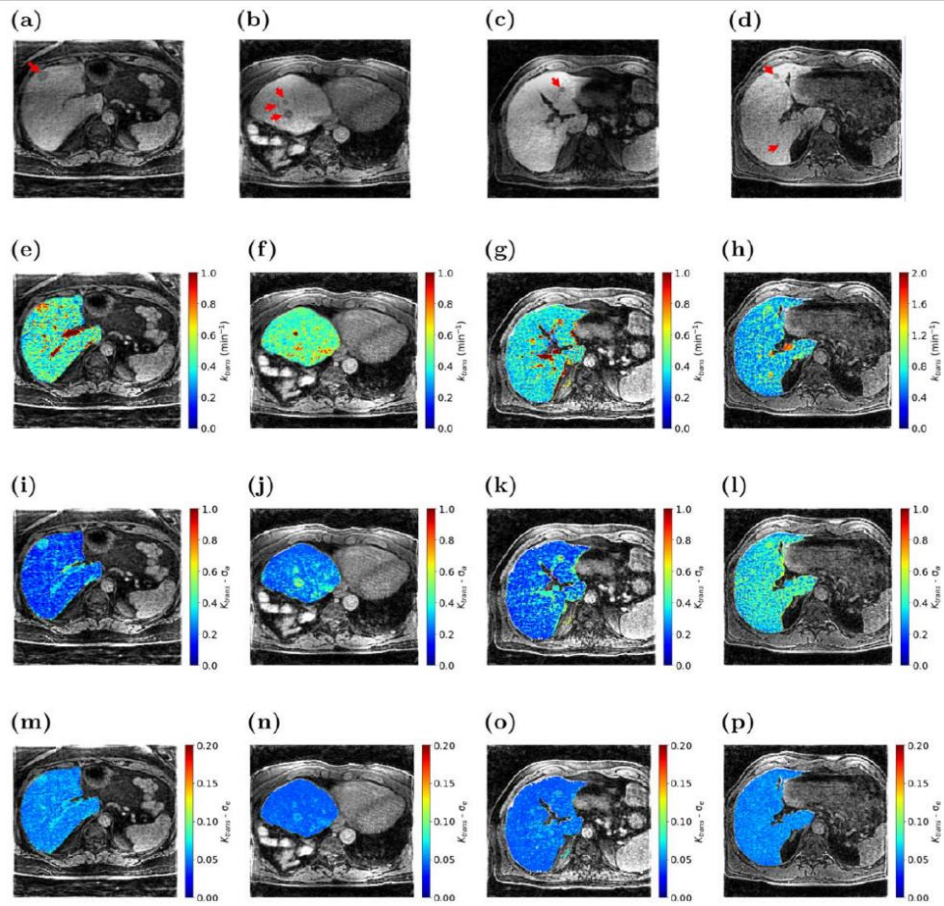 (a) (b) (c) (d)
(e) (f) (g) (h)
1.0 1.0 1.0 2.0
0.8 0.8 0.8 1.6
0.6 0.6 0.6 1.2
0.4 0.4 0.4 0.8
0.2 0.2 0.2 0.4
0.0 0.0 0.0 0.0
k_trans (min⁻¹) k_trans (min⁻¹) k_trans (min⁻¹) k_trans (min⁻¹)
(i) (j) (k) (l)
1.0 1.0 1.0 1.0
0.8 0.8 0.8 0.8
0.6 0.6 0.6 0.6
0.4 0.4 0.4 0.4
0.2 0.2 0.2 0.2
0.0 0.0 0.0 0.0
K_trans - σ_a K_trans - σ_a K_trans - σ_a K_trans - σ_a
(m) (n) (o) (p)
0.20 0.20 0.20 0.20
0.15 0.15 0.15 0.15
0.10 0.10 0.10 0.10
0.05 0.05 0.05 0.05
0.00 0.00 0.00 0.00
K_trans - σ_e K_trans - σ_e K_trans - σ_e K_trans - σ_e